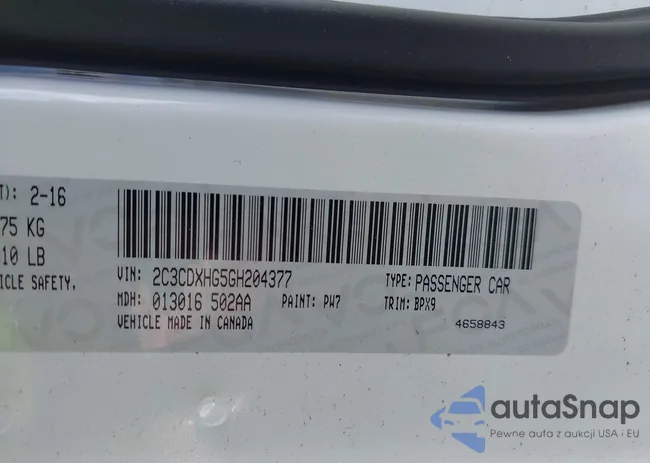 T): 2-16
75 KG
10 LB
HICLE SAFETY.
VIN: 2C3CDXHG5GH204377 TYPE: PASSENGER CAR
MDH: 013016 502AA PAINT: PW7 TRIM: BPX9
VEHICLE MADE IN CANADA 4658843
autaSnap
Pewne auta z aukcji USA i EU